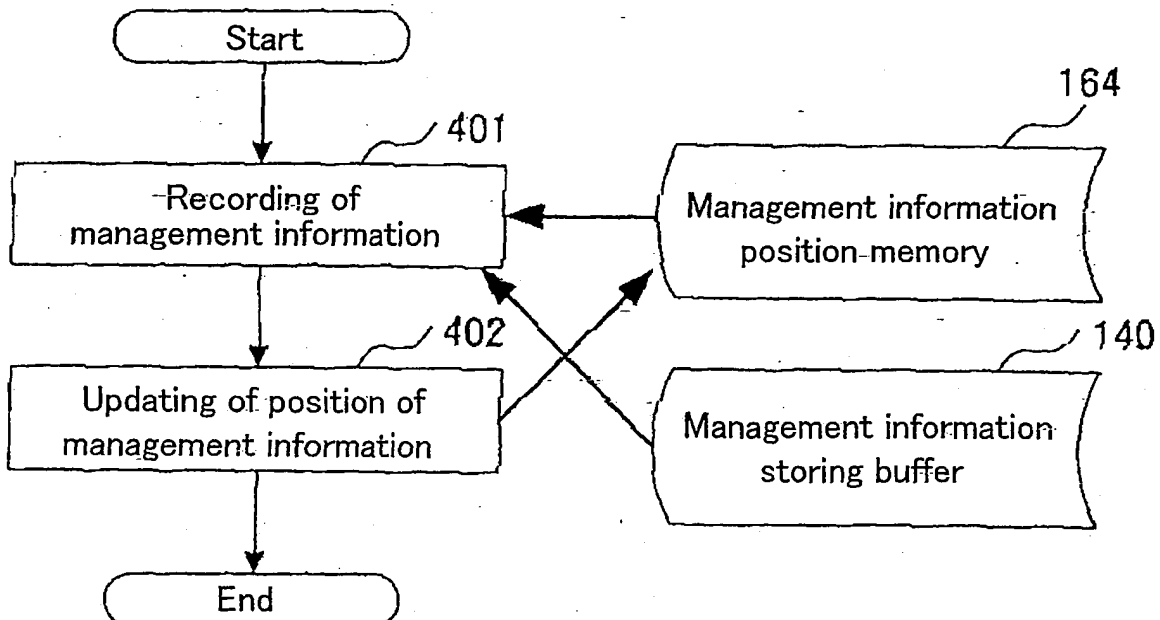 Start
164
401
Recording of
management information
Management information
position memory
402
140
Updating of position of
management information
Management information
storing buffer
End